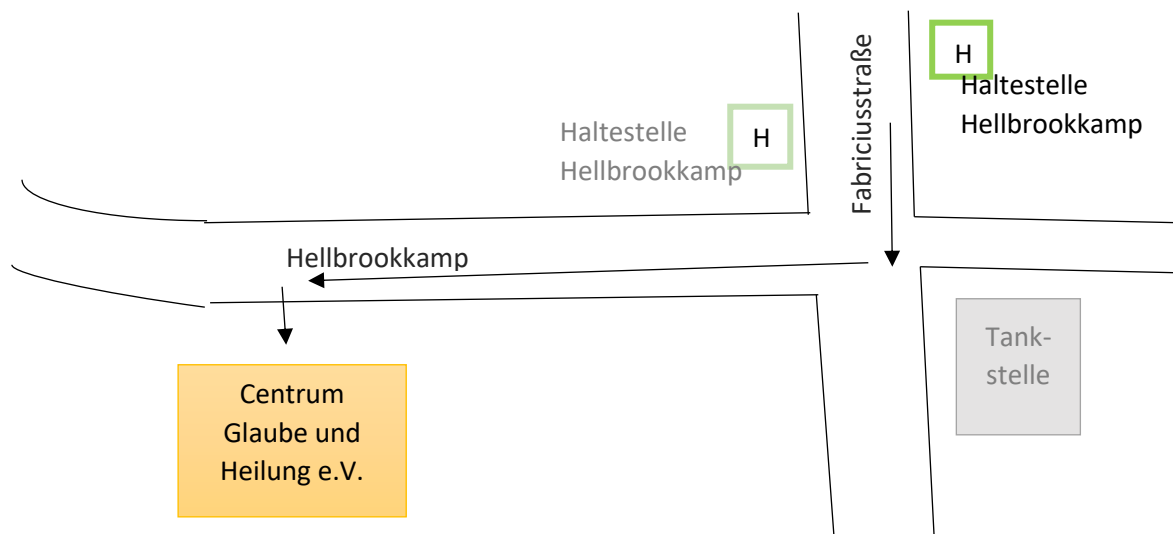 H
Haltestelle
Hellbrookkamp
Fabriciusstraße
H
Haltestelle
Hellbrookkamp
Hellbrookkamp
Tank-
stelle
Centrum
Glaube und
Heilung e.V.